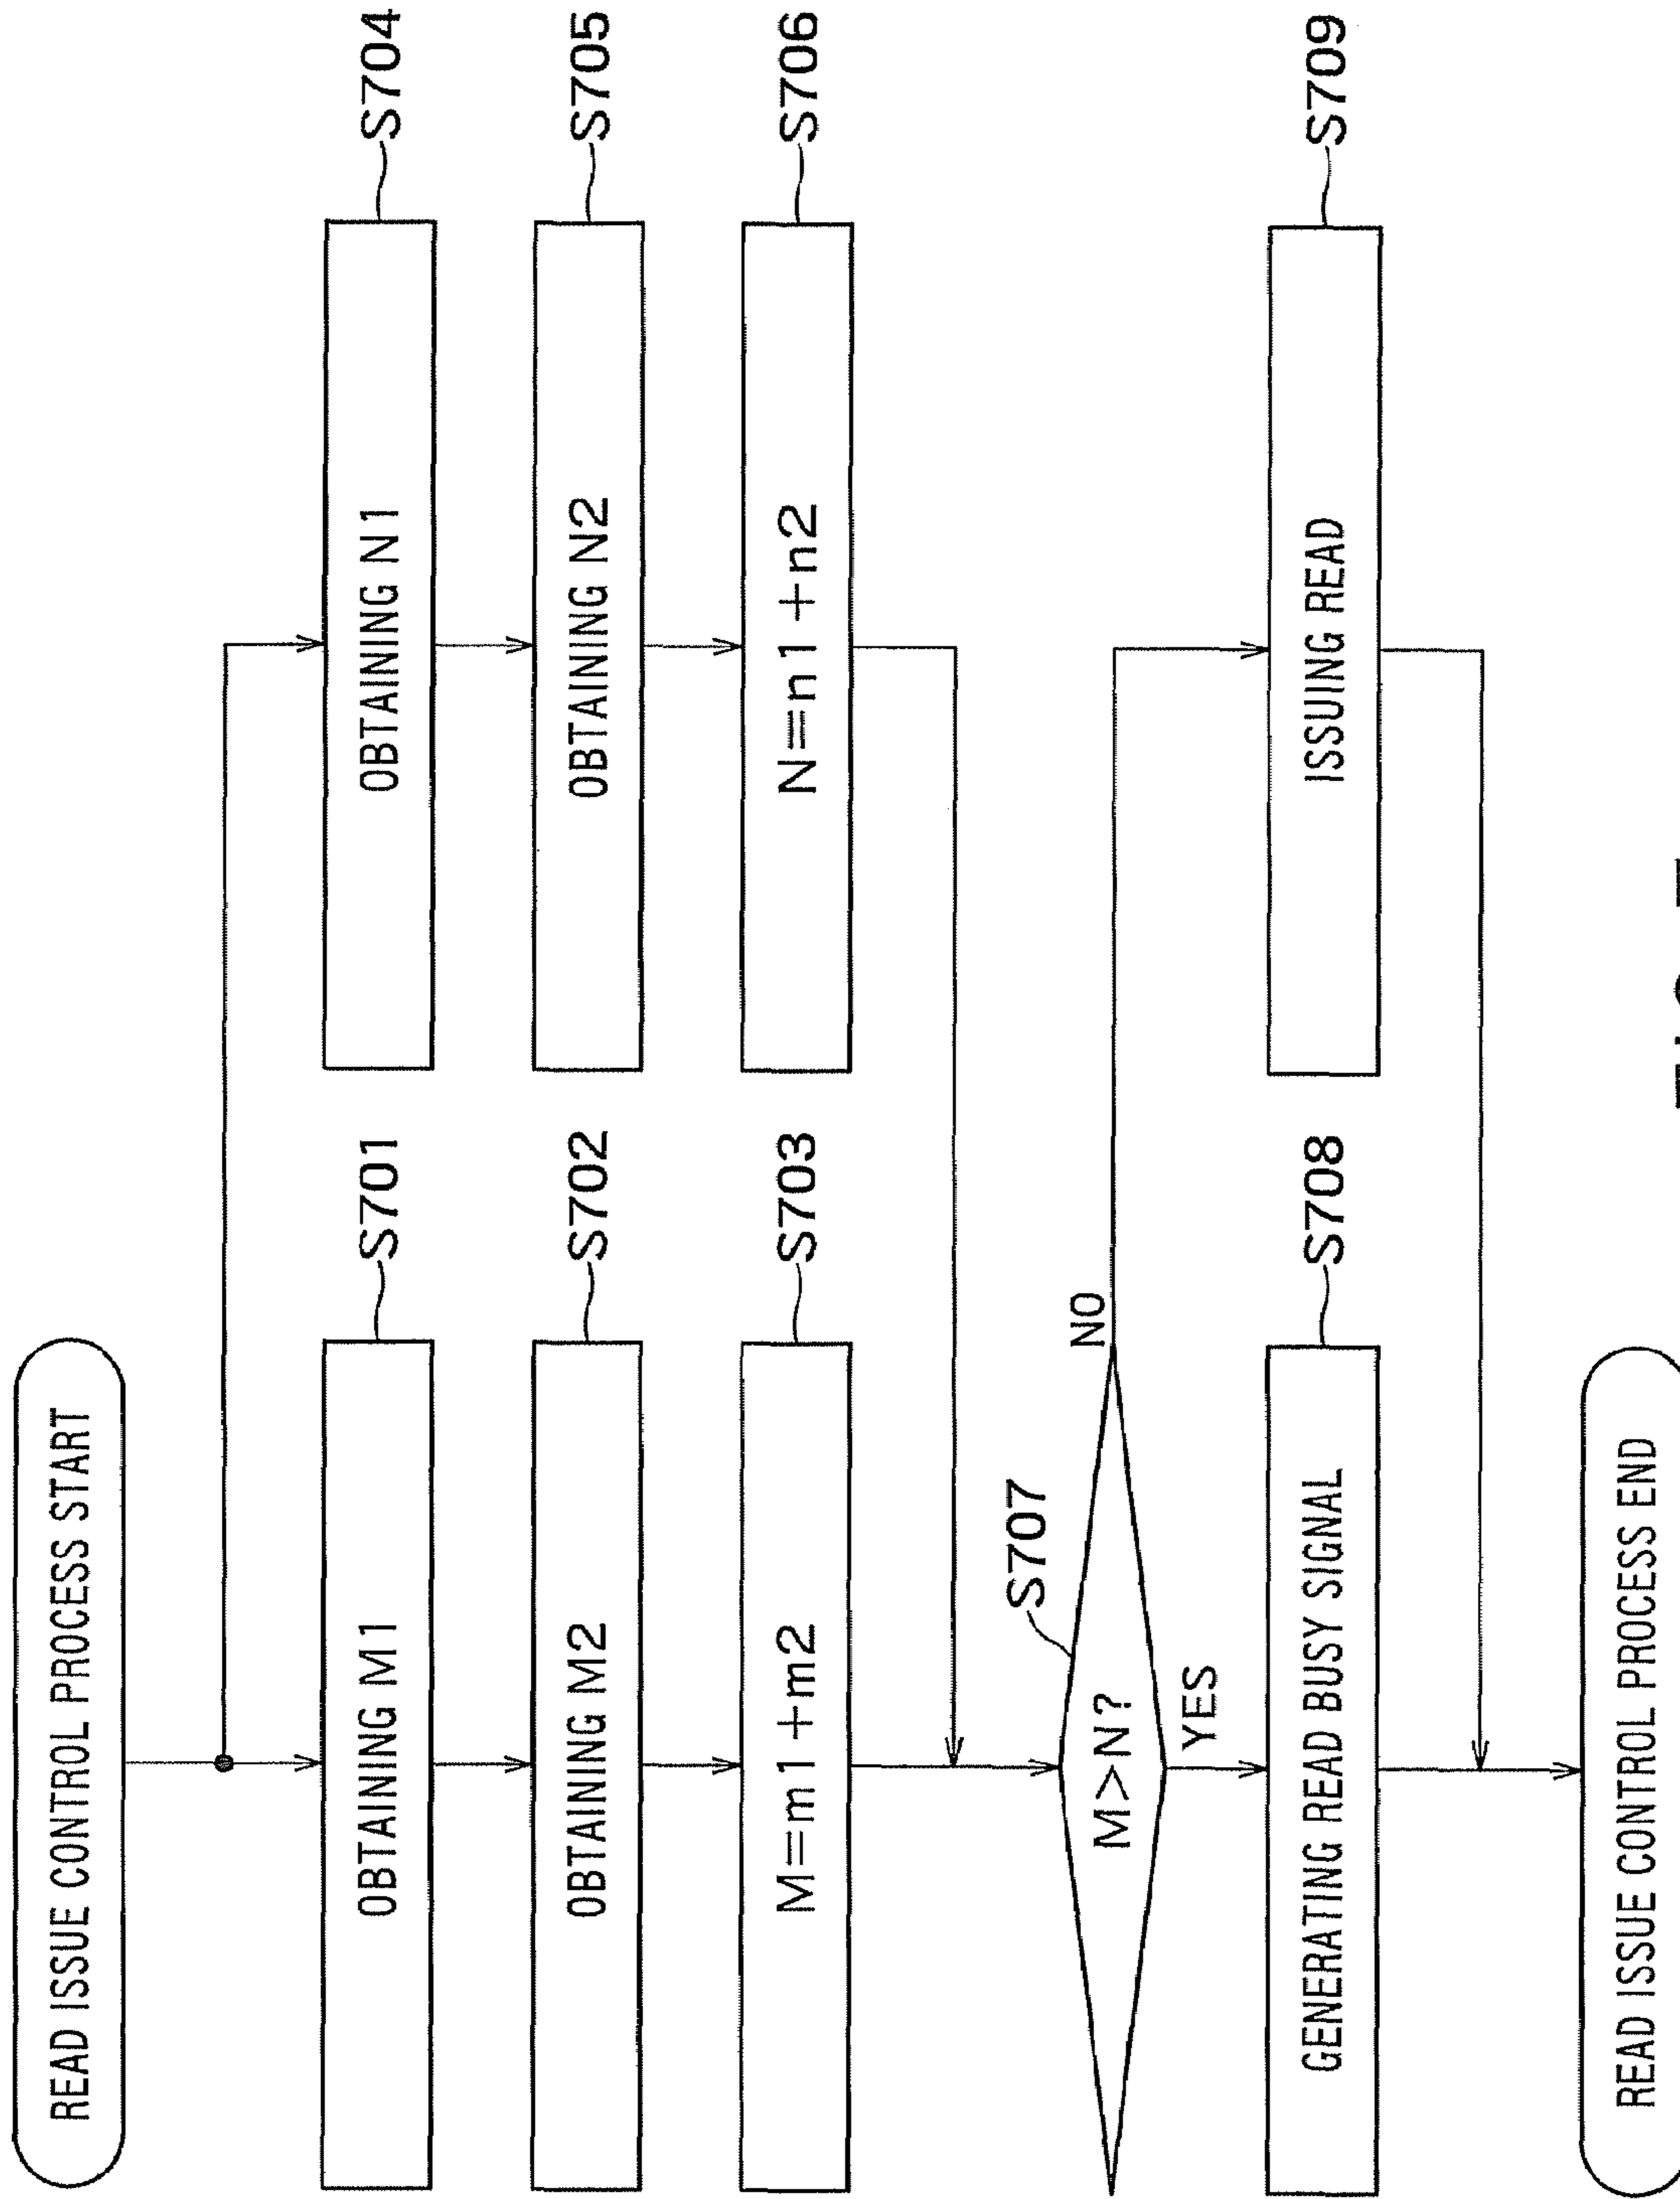 READ ISSUE CONTROL PROCESS START
OBTAINING M1
S701
OBTAINING N1
S704
OBTAINING M2
S702
OBTAINING N2
S705
M=m1+m2
S703
N=n1+n2
S706
S707
M>N?
NO
YES
GENERATING READ BUSY SIGNAL
S708
ISSUING READ
S709
READ ISSUE CONTROL PROCESS END